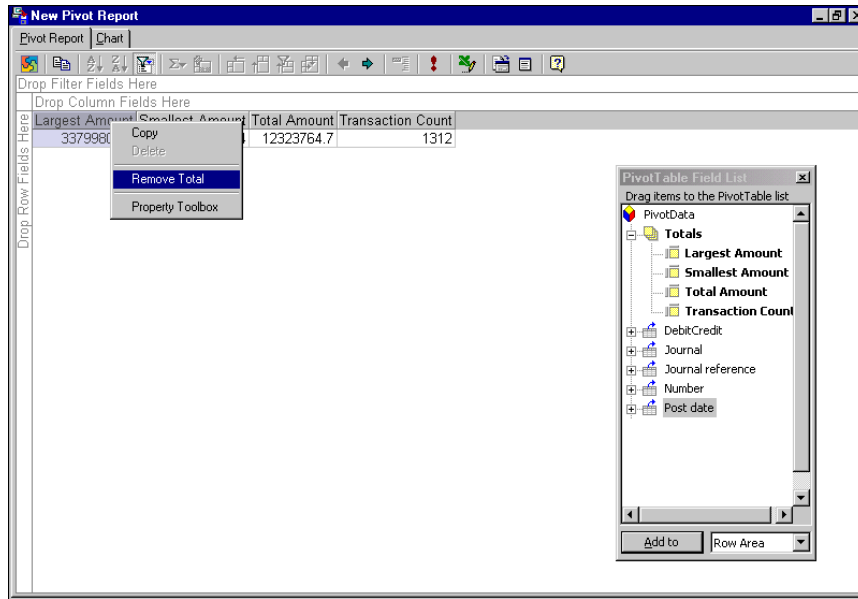 New Pivot Report
Pivot Report Chart
Drop Filter Fields Here
Drop Column Fields Here
Drop Row Fields Here
Largest Amount Smallest Amount Total Amount Transaction Count
12323764.7 1312
Copy
Delete
Remove Total
Property Toolbox
PivotTable Field List
Drag items to the PivotTable list
PivotData
Totals
Largest Amount
Smallest Amount
Total Amount
Transaction Count
DebitCredit
Journal
Journal reference
Number
Post date
Add to Row Area